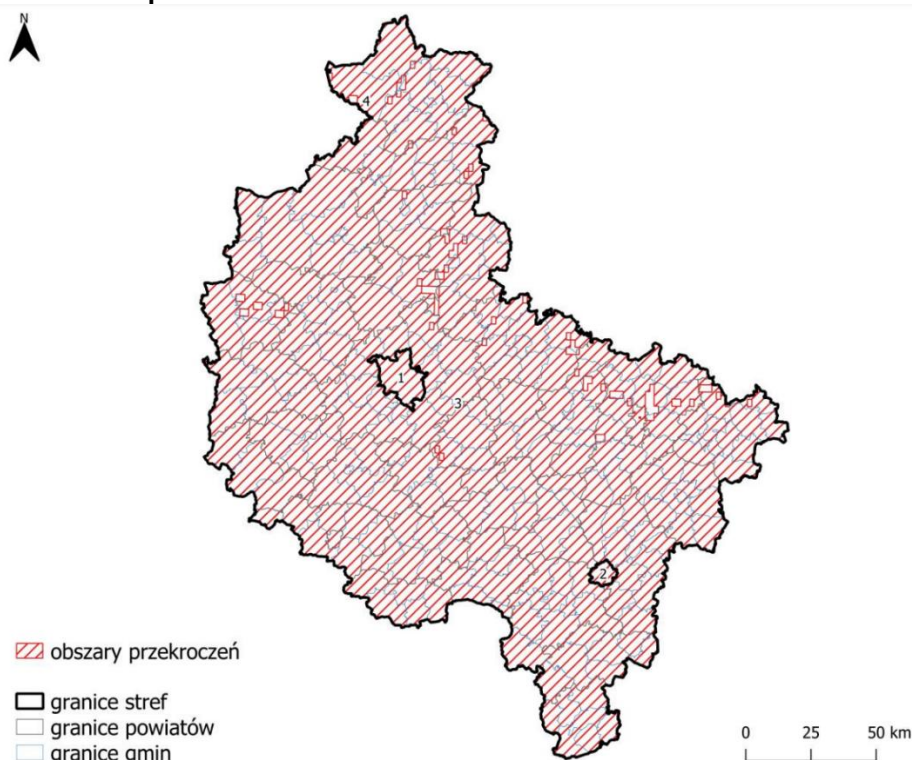 N
4
1
3
2
obszary przekroczeń
granice stref
granice powiatów
granice gmin
0 25 50 km